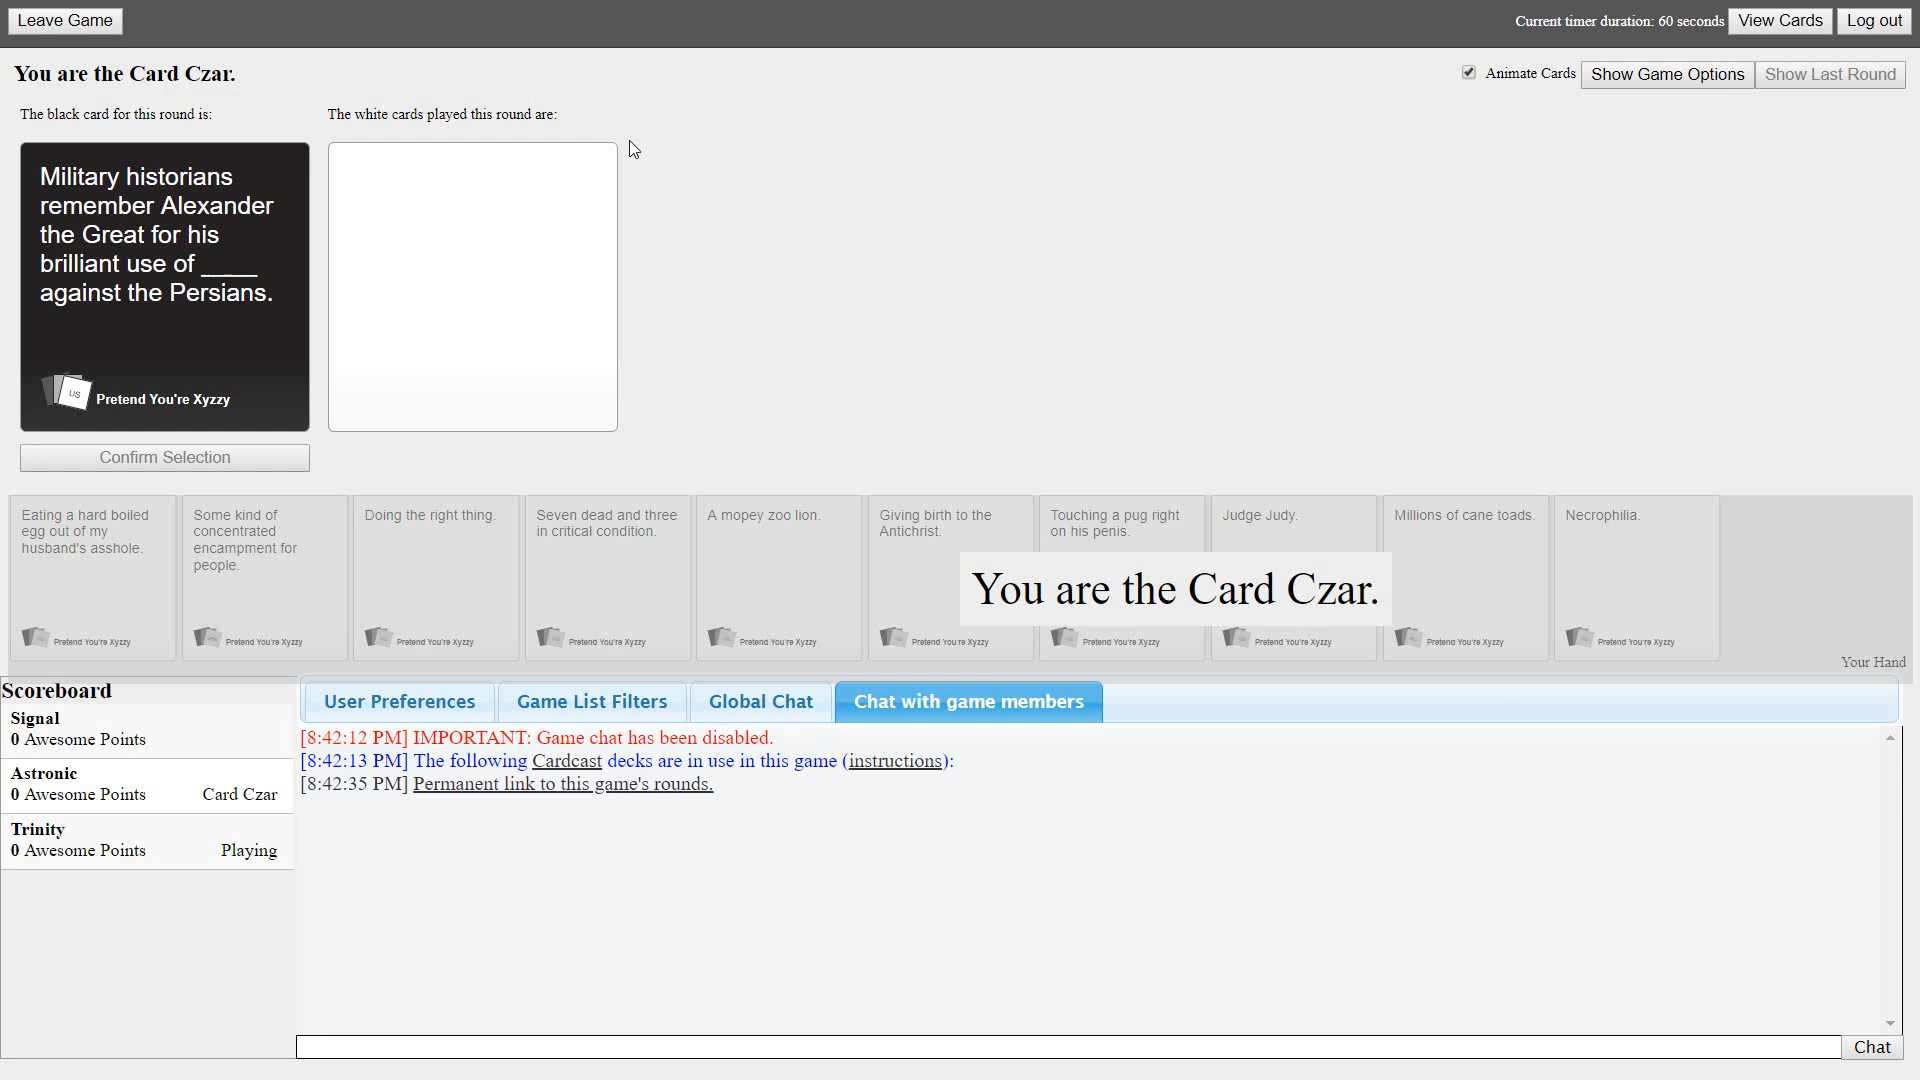 Leave Game
Current timer duration: 60 seconds
View Cards
Log out
You are the Card Czar.
Animate Cards
Show Game Options
Show Last Round
The black card for this round is:
The white cards played this round are:
Military historians
remember Alexander
the Great for his
brilliant use of ____
against the Persians.
US
Pretend You're Xyzzy
Confirm Selection
Eating a hard boiled
egg out of my
husband's asshole.
Pretend You're Xyzzy
Some kind of
concentrated
encampment for
people.
Pretend You're Xyzzy
Doing the right thing.
Pretend You're Xyzzy
Seven dead and three
in critical condition.
Pretend You're Xyzzy
A mopey zoo lion.
Pretend You're Xyzzy
Giving birth to the
Antichrist.
Pretend You're Xyzzy
Touching a pug right
on his penis.
Pretend You're Xyzzy
Judge Judy.
Pretend You're Xyzzy
Millions of cane toads.
Pretend You're Xyzzy
Necrophilia.
Pretend You're Xyzzy
You are the Card Czar.
Your Hand
Scoreboard
Signal
0 Awesome Points
Astronic
0 Awesome Points Card Czar
Trinity
0 Awesome Points Playing
User Preferences
Game List Filters
Global Chat
Chat with game members
[8:42:12 PM] IMPORTANT: Game chat has been disabled.
[8:42:13 PM] The following Cardcast decks are in use in this game (instructions):
[8:42:35 PM] Permanent link to this game's rounds.
Chat